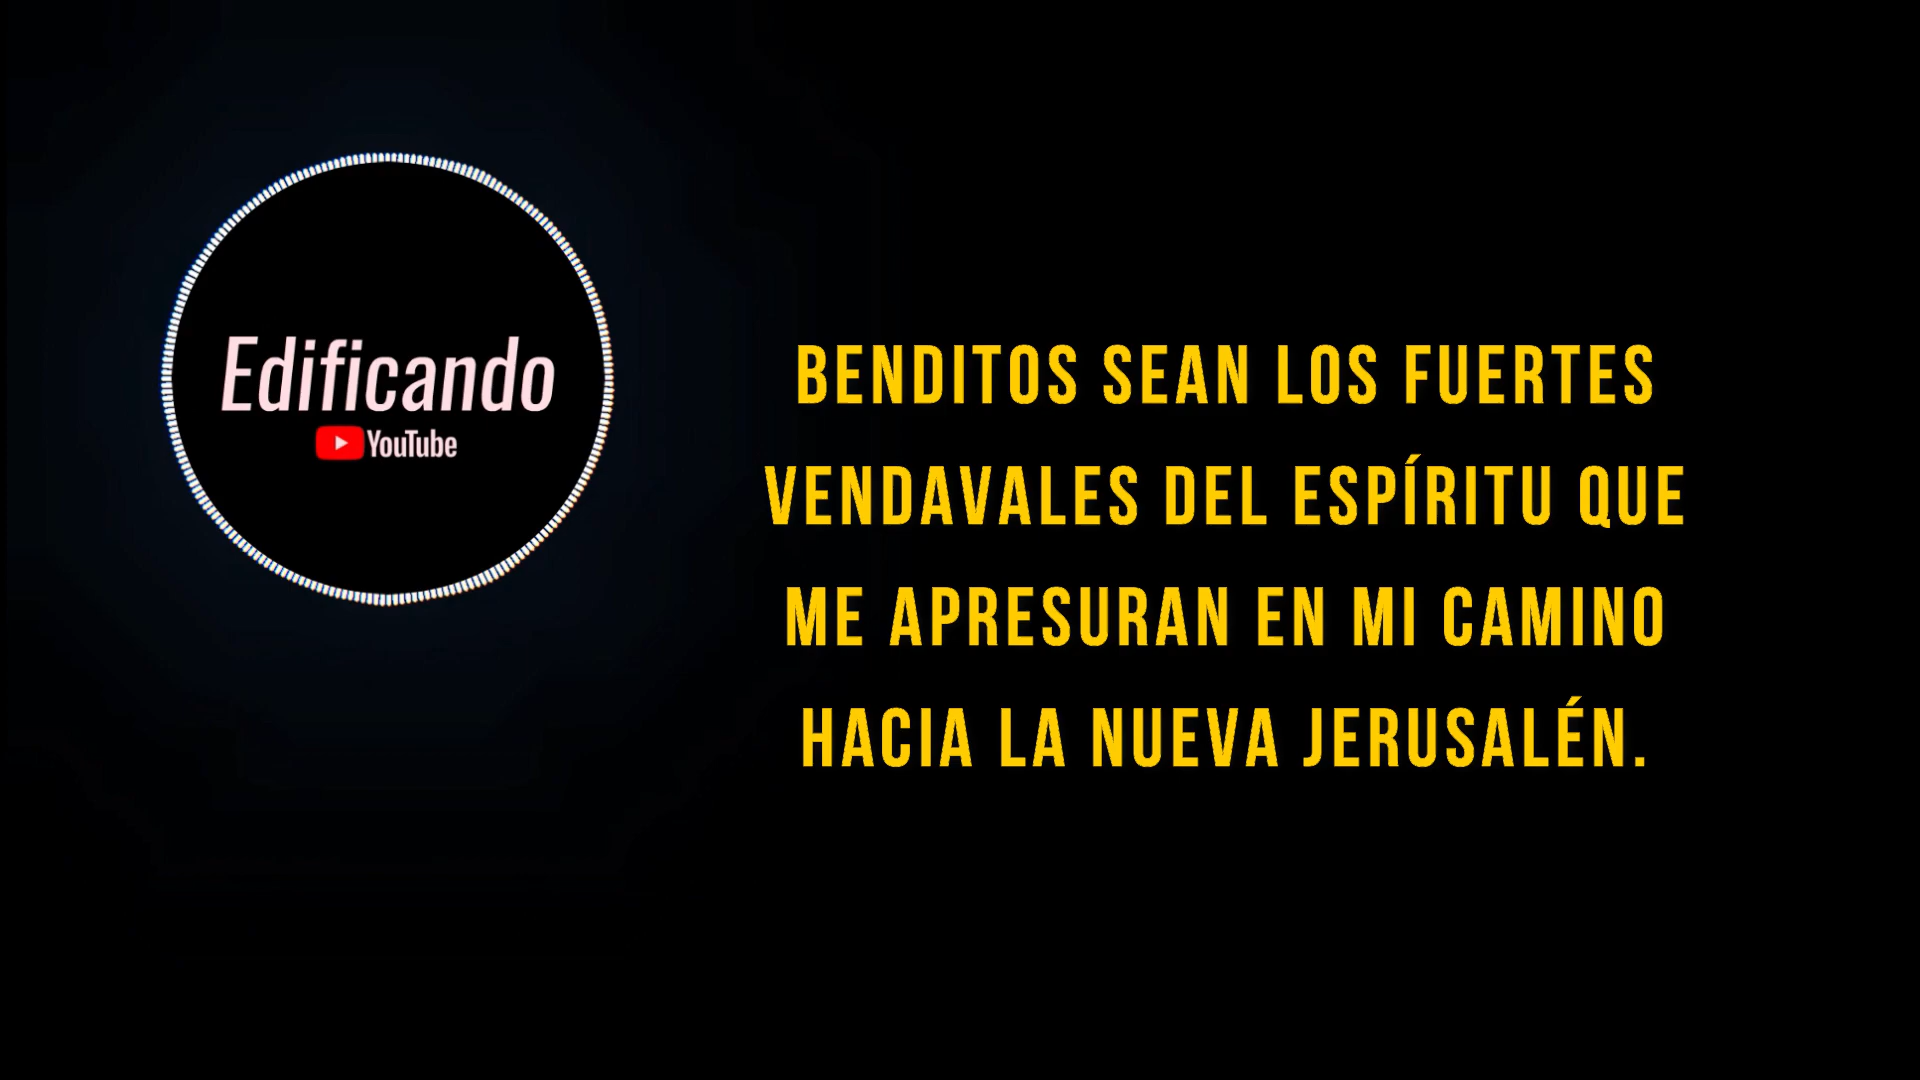 Edificando
YouTube
BENDITOS SEAN LOS FUERTES
VENDAVALES DEL ESPÍRITU QUE
ME APRESURAN EN MI CAMINO
HACIA LA NUEVA JERUSALÉN.